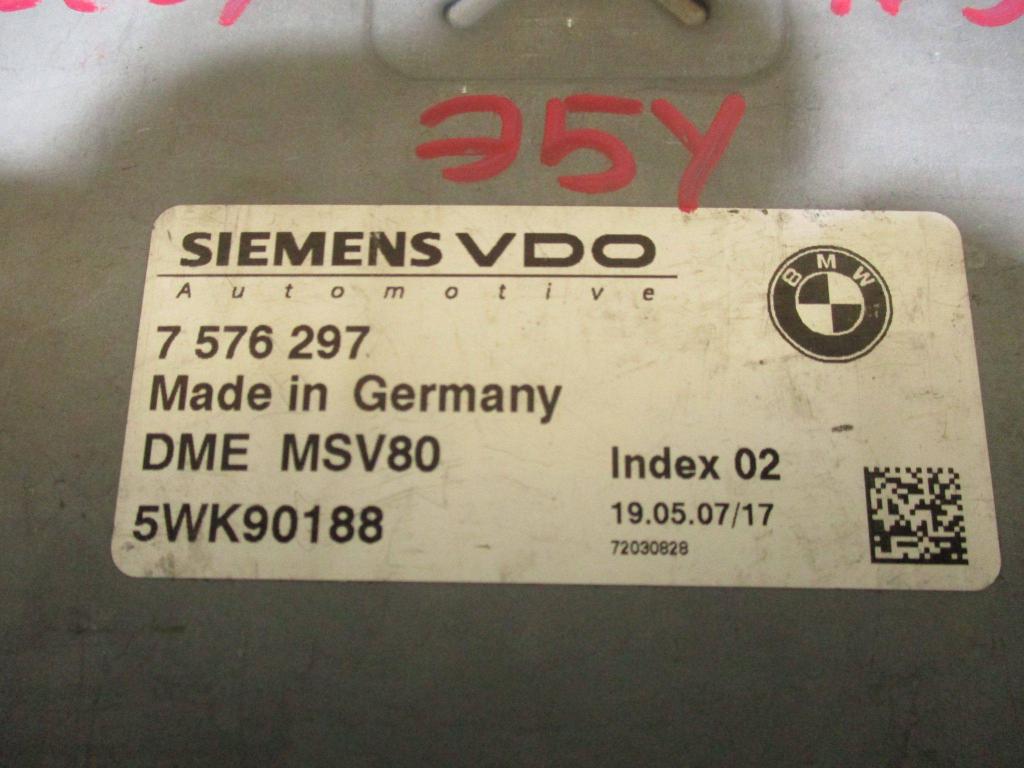 ЭБУ
SIEMENS VDO
Automotive
BMW
7 576 297
Made in Germany
DME MSV80
Index 02
5WK90188
19.05.07/17
72030828